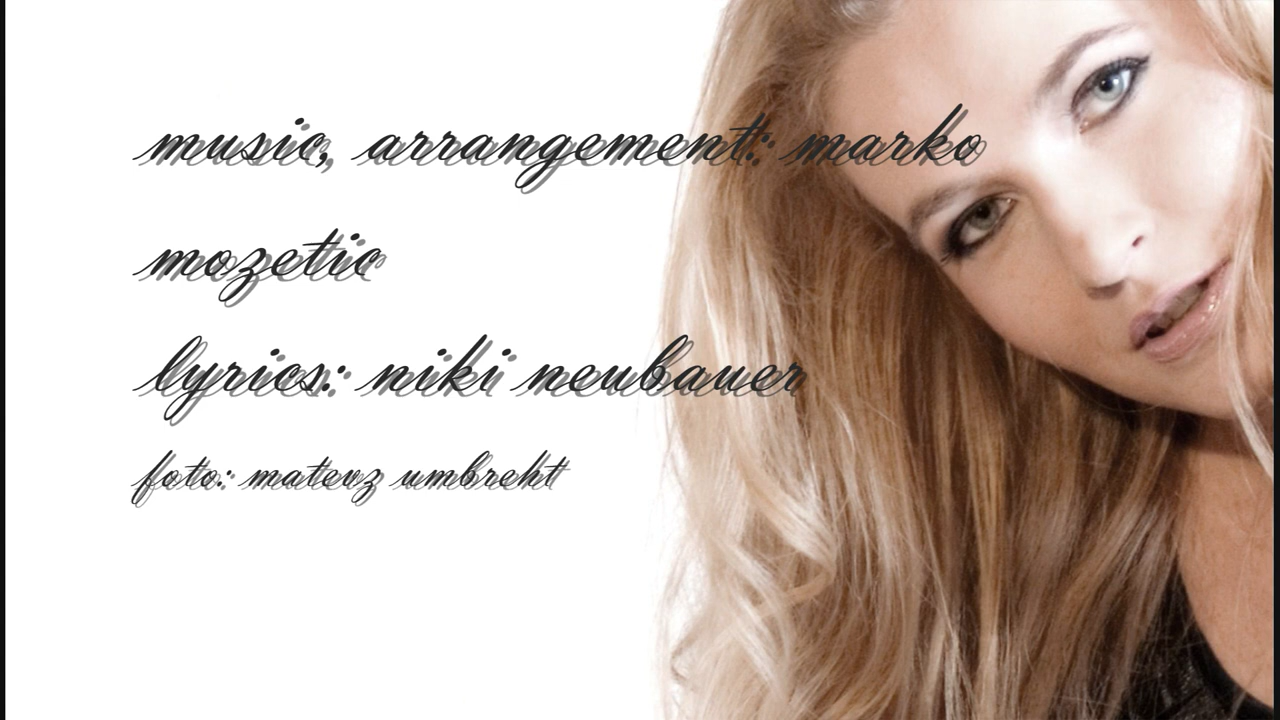 music, arrangement: marko
mozetic
lyrics: niki neubauer
foto: matevz umbreht